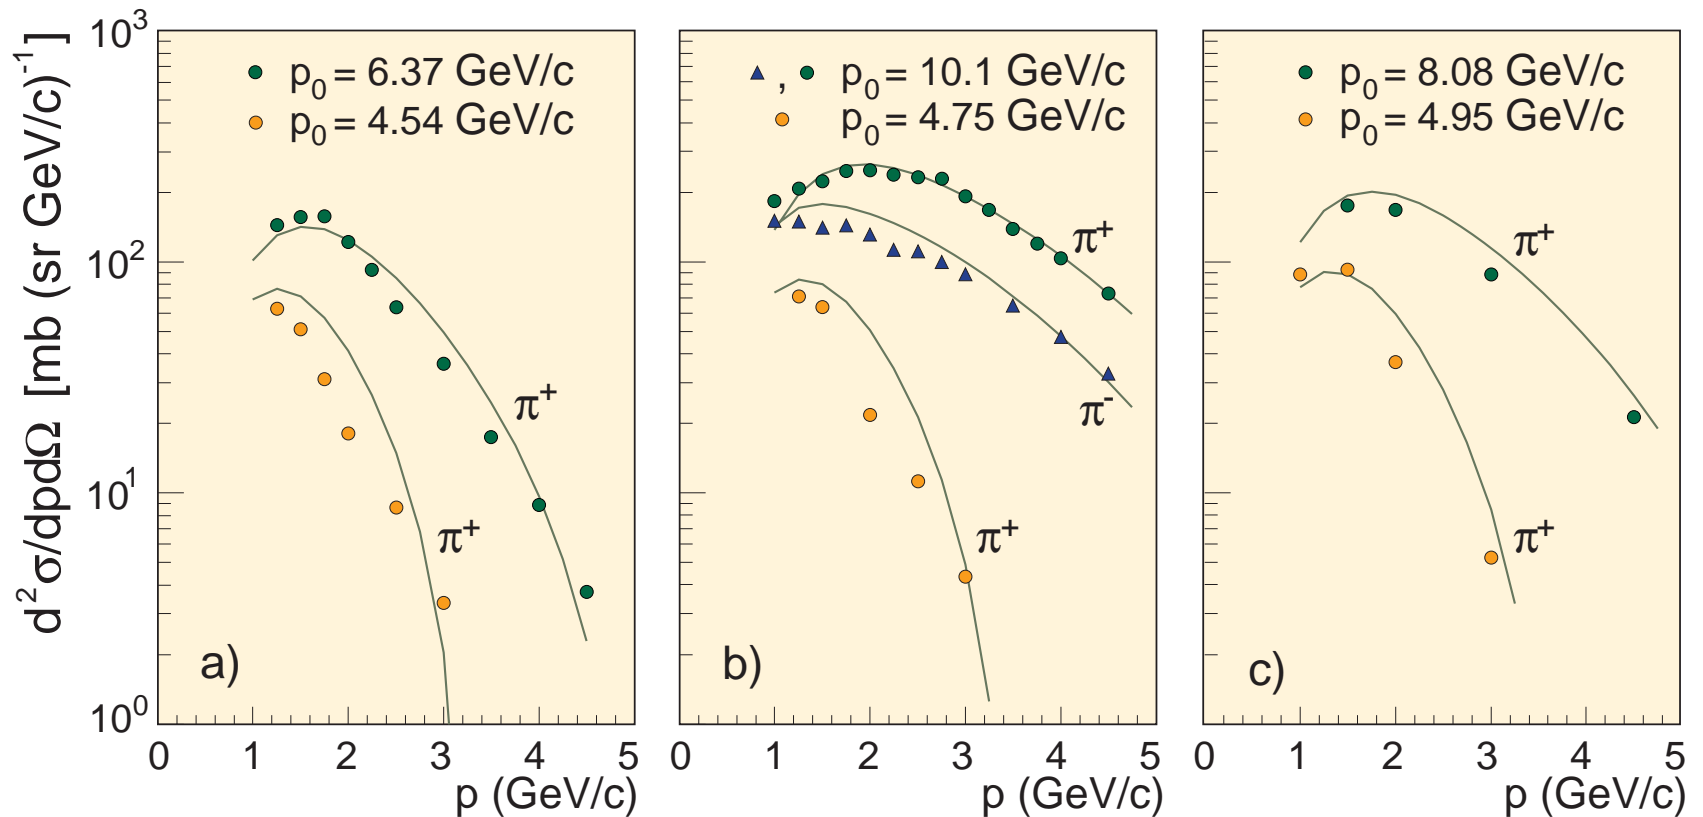 d²σ/dpdΩ [mb (sr GeV/c)⁻¹]
10³
10²
10¹
10⁰
p₀ = 6.37 GeV/c
p₀ = 4.54 GeV/c
π⁺
π⁺
a)
0 1 2 3 4 5
p (GeV/c)
, p₀ = 10.1 GeV/c
p₀ = 4.75 GeV/c
π⁺
π⁻
π⁺
b)
0 1 2 3 4 5
p (GeV/c)
p₀ = 8.08 GeV/c
p₀ = 4.95 GeV/c
π⁺
π⁺
c)
0 1 2 3 4 5
p (GeV/c)